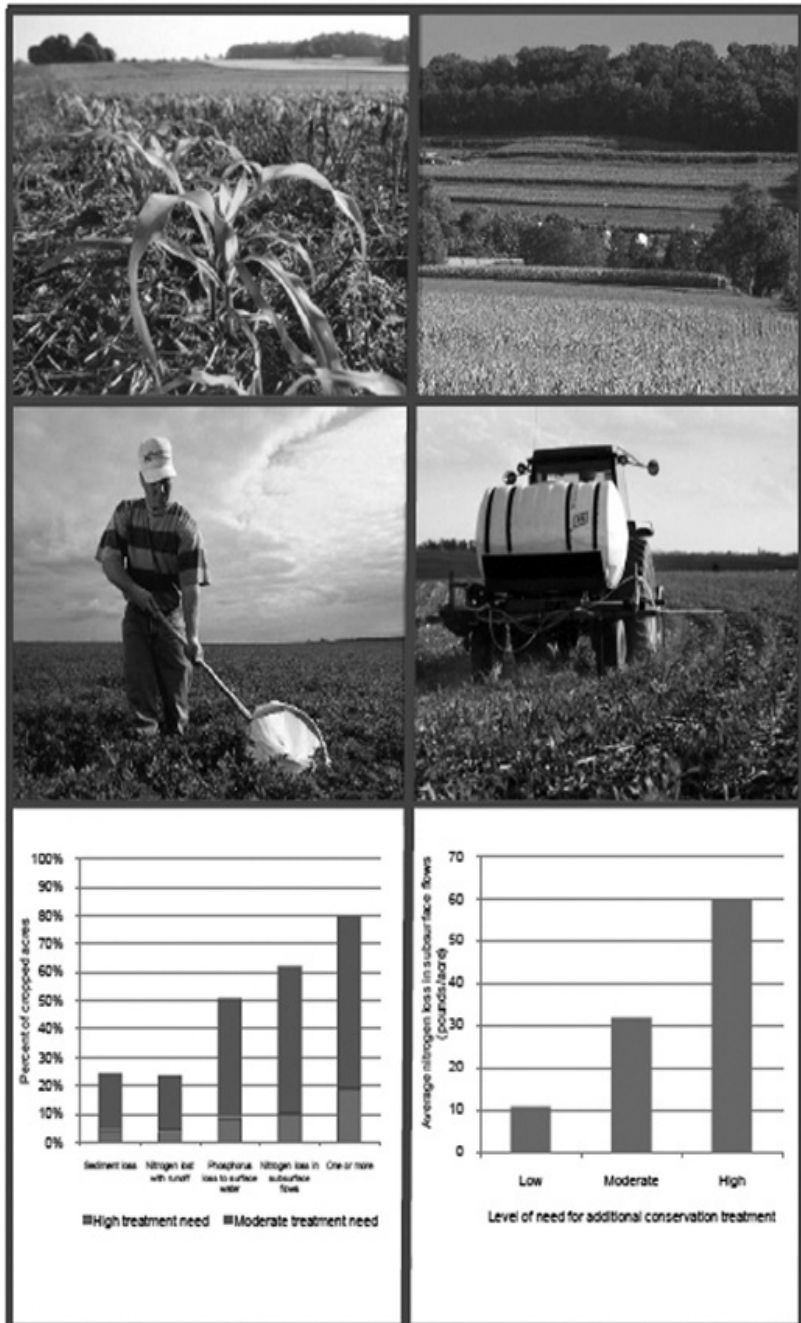 100%
90%
80%
70%
60%
50%
40%
30%
20%
10%
0%
Percent of cropped acres
Sediment loss
Nitrogen lost
with runoff
Phosphorus
loss to surface
water
Nitrogen loss in
subsurface
flows
One or more
High treatment need Moderate treatment need
70
60
50
40
30
20
10
0
Average nitrogen loss in subsurface flows
(pounds/acre)
Low Moderate High
Level of need for additional conservation treatment